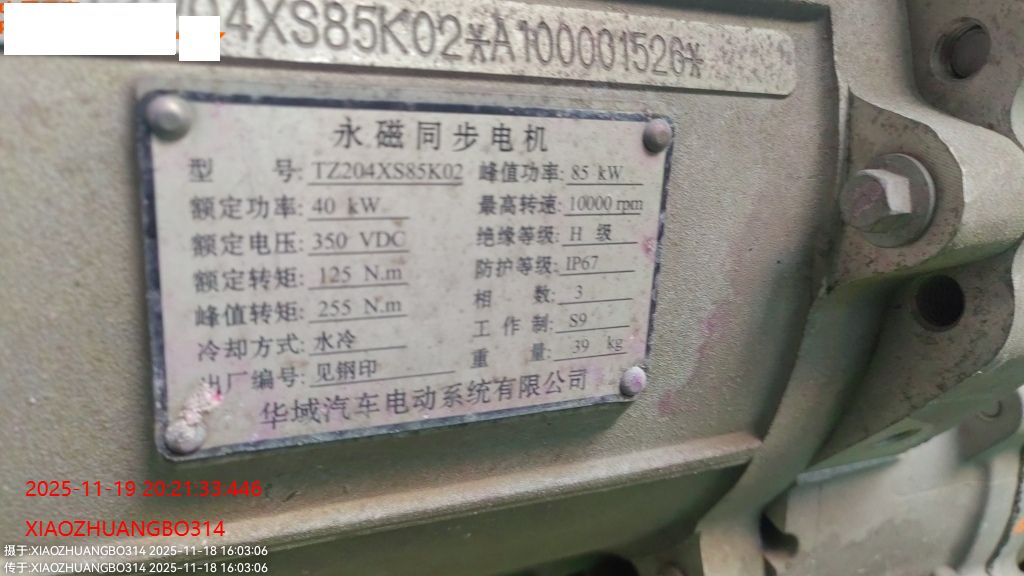 204XS85K02*A100001520*
永磁同步电机
型 号: TZ204XS85K02 峰值功率: 85 kW
额定功率: 40 kW 最高转速: 10000 rpm
额定电压: 350 VDC 绝缘等级: H 级
额定转矩: 125 N.m 防护等级: IP67
峰值转矩: 255 N.m 相 数: 3
冷却方式: 水冷 工 作 制: S9
出厂编号: 见钢印 重 量: 39 kg
华域汽车电动系统有限公司
2025-11-19 20:21:33:446
XIAOZHUANGBO314
摄于:XIAOZHUANGBO314 2025-11-18 16:03:06
传于:XIAOZHUANGBO314 2025-11-18 16:03:06